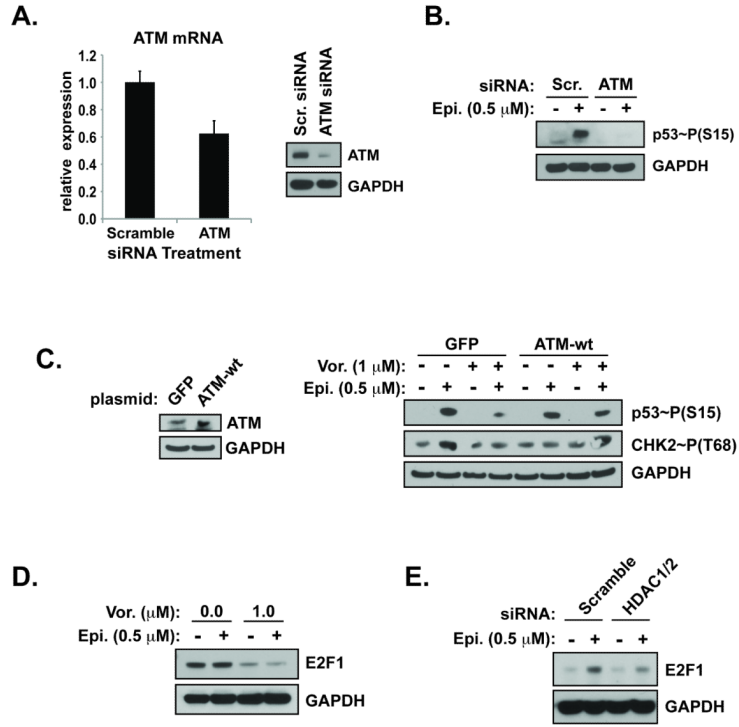 A.
ATM mRNA
relative expression
1.2
1.0
0.8
0.6
0.4
0.2
0.0
Scramble ATM
siRNA Treatment
Scr. siRNA
ATM siRNA
ATM
GAPDH
B.
siRNA: Scr. ATM
Epi. (0.5 μM): - + - +
p53~P(S15)
GAPDH
C.
plasmid: GFP ATM-wt
ATM
GAPDH
GFP ATM-wt
Vor. (1 μM): - - + + - - + +
Epi. (0.5 μM): - + - + - + - +
p53~P(S15)
CHK2~P(T68)
GAPDH
D.
Vor. (μM): 0.0 1.0
Epi. (0.5 μM): - + - +
E2F1
GAPDH
E.
siRNA: Scramble HDAC1/2
Epi. (0.5 μM): - + - +
E2F1
GAPDH